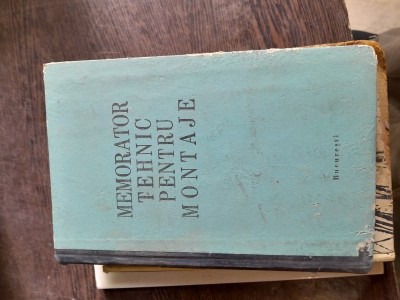 MEMORATOR
TEHNIC
PENTRU
MONTAJE
București